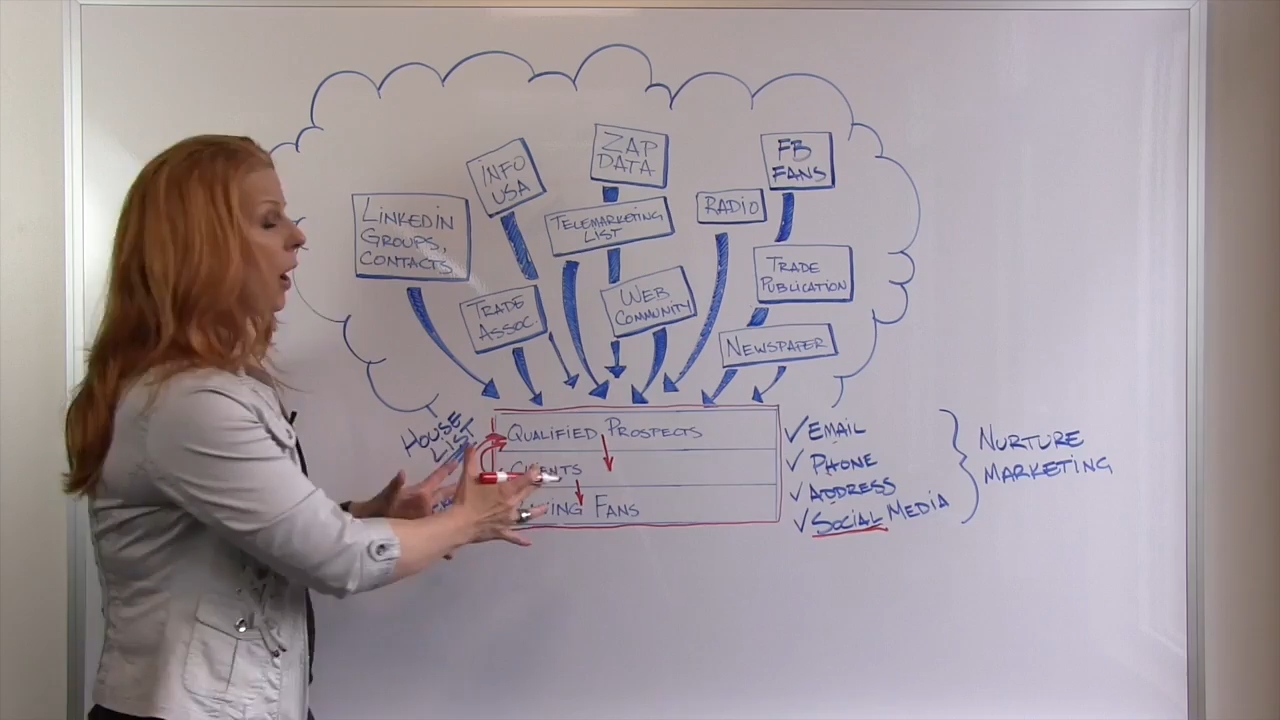 ZAP
DATA
FB
FANS
INFO
USA
LINKEDIN
GROUPS,
CONTACTS
TELEMARKETING
LIST
RADIO
TRADE
PUBLICATION
TRADE
ASSOC
WEB
COMMUNITY
NEWSPAPER
HOUSE
LIST
QUALIFIED PROSPECTS
CLIENTS
FANS
✓ EMAIL
✓ PHONE
✓ ADDRESS
✓ SOCIAL MEDIA
NURTURE
MARKETING